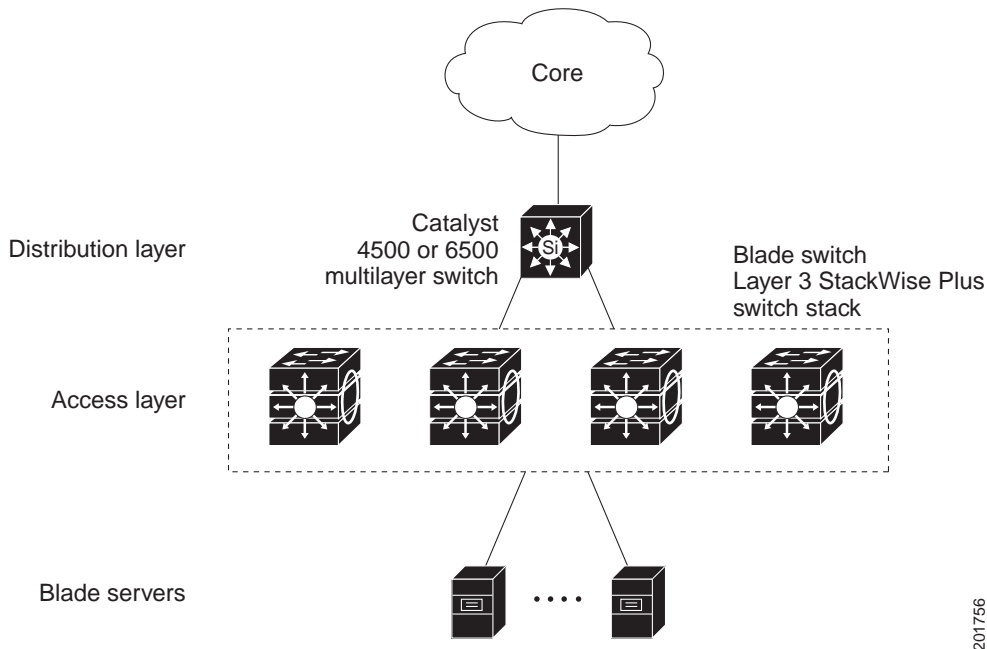 Core
Distribution layer
Catalyst
4500 or 6500
multilayer switch
Si
Blade switch
Layer 3 StackWise Plus
switch stack
Access layer
Blade servers
201756